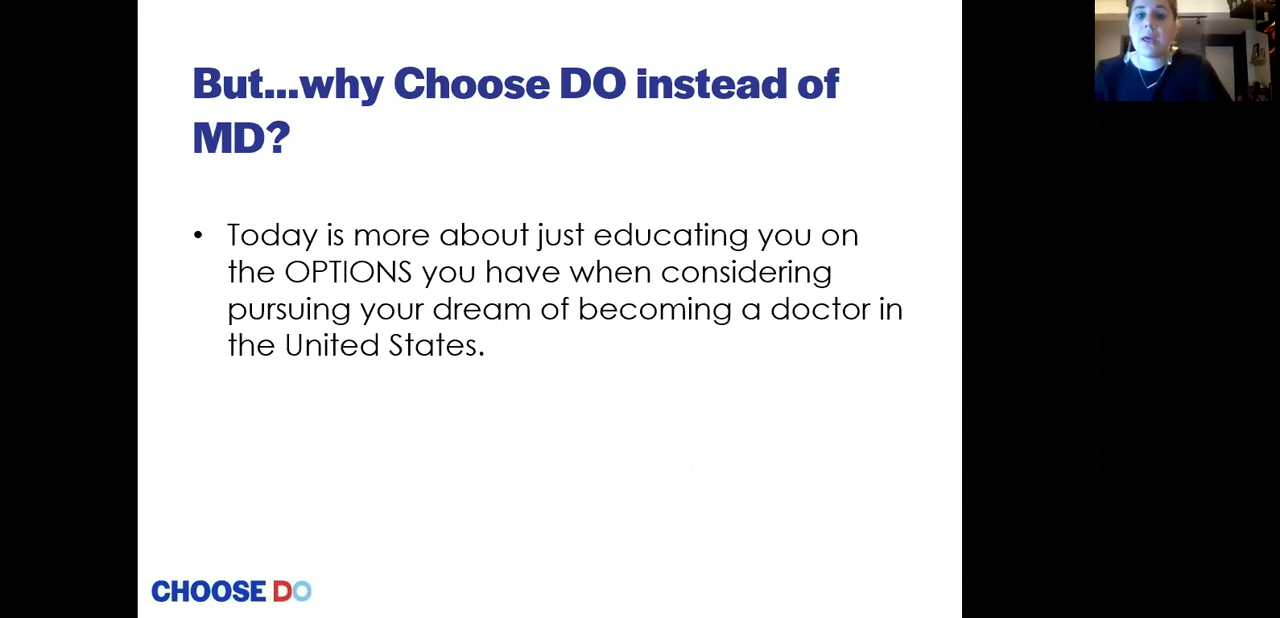 But...why Choose DO instead of
MD?
• Today is more about just educating you on
the OPTIONS you have when considering
pursuing your dream of becoming a doctor in
the United States.
CHOOSE DO